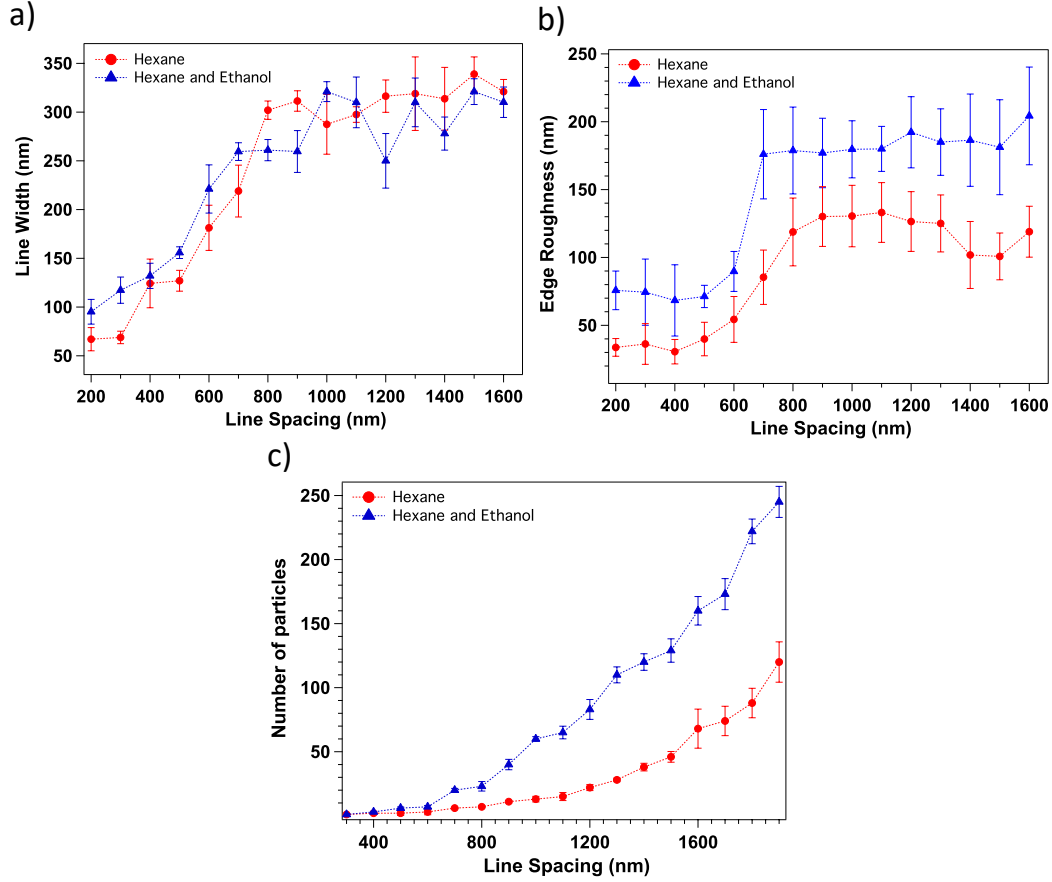 a)
Hexane
Hexane and Ethanol
350
300
250
200
150
100
50
Line Width (nm)
200 400 600 800 1000 1200 1400 1600
Line Spacing (nm)
b)
Hexane
Hexane and Ethanol
250
200
150
100
50
Edge Roughness (nm)
200 400 600 800 1000 1200 1400 1600
Line Spacing (nm)
c)
Hexane
Hexane and Ethanol
250
200
150
100
50
Number of particles
400 800 1200 1600
Line Spacing (nm)